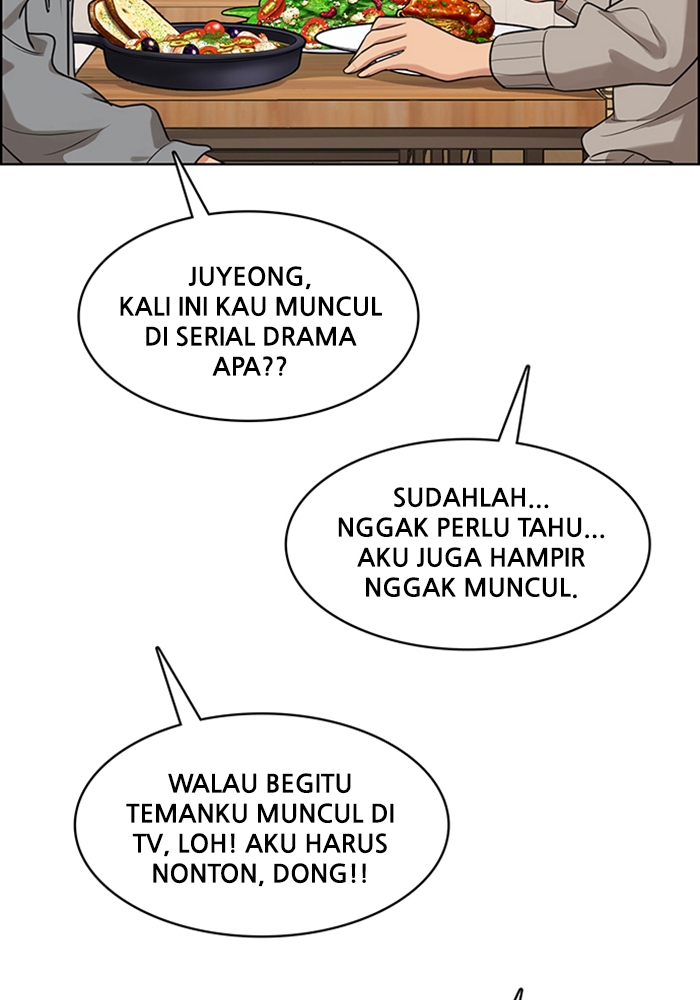 JUYEONG,
KALI INI KAU MUNCUL
DI SERIAL DRAMA
APA??
SUDAHLAH...
NGGAK PERLU TAHU...
AKU JUGA HAMPIR
NGGAK MUNCUL.
WALAU BEGITU
TEMANKU MUNCUL DI
TV, LOH! AKU HARUS
NONTON, DONG!!